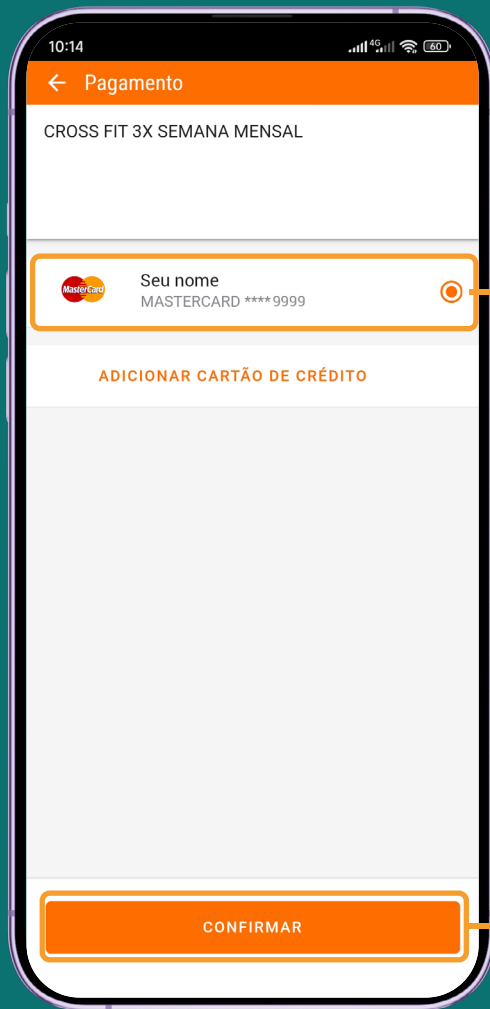 10:14
4G
60
Pagamento
CROSS FIT 3X SEMANA MENSAL
MasterCard
Seu nome
MASTERCARD ****9999
ADICIONAR CARTÃO DE CRÉDITO
CONFIRMAR